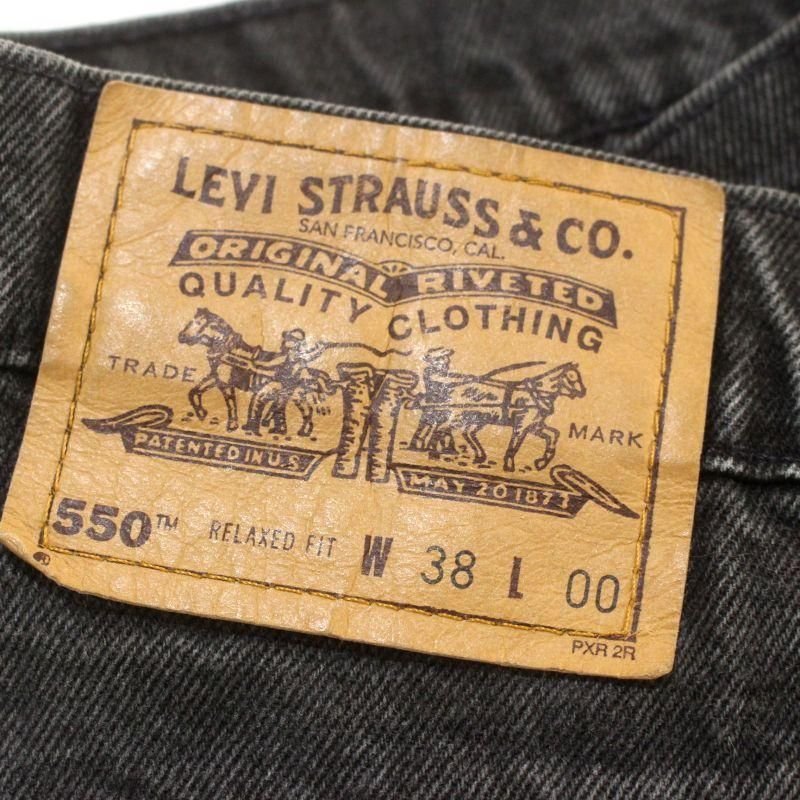 LEVI STRAUSS & CO.
SAN FRANCISCO, CAL.
ORIGINAL RIVETED
QUALITY CLOTHING
TRADE MARK
PATENTED IN U.S. MAY 20 1873
550™ RELAXED FIT W 38 L 00
®
PXR 2R